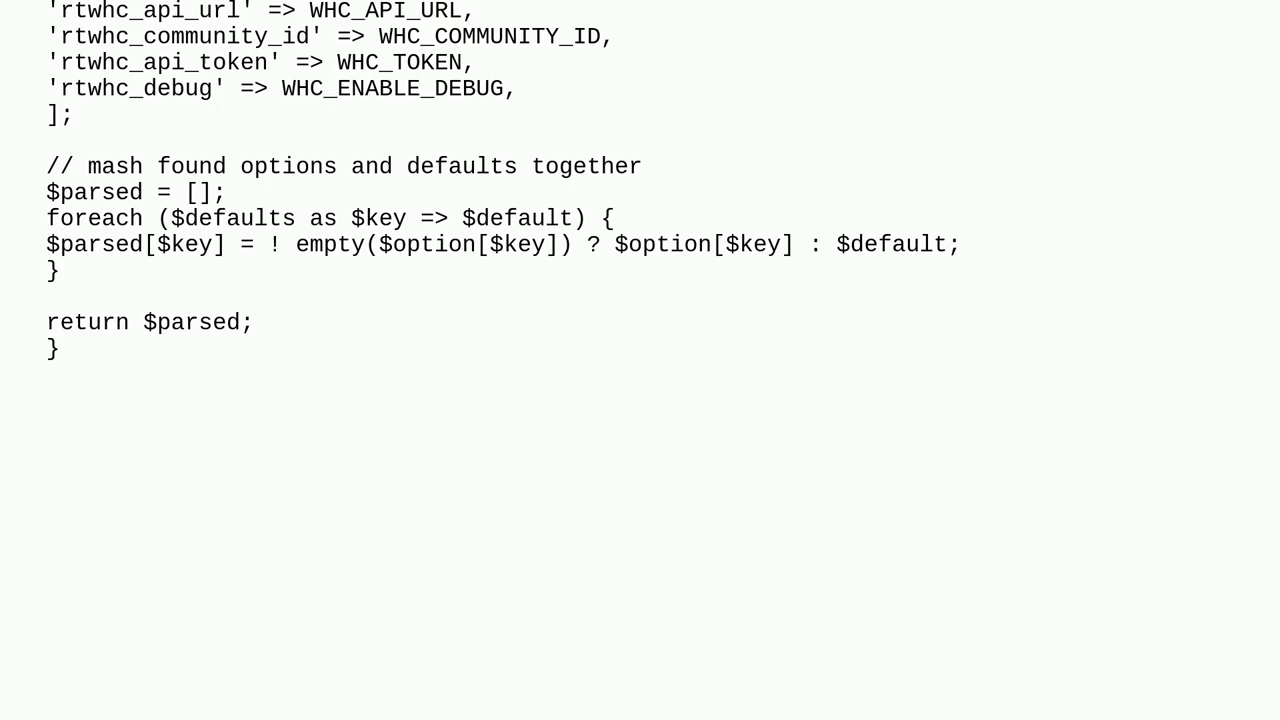 'rtwhc_api_url' => WHC_API_URL,
'rtwhc_community_id' => WHC_COMMUNITY_ID,
'rtwhc_api_token' => WHC_TOKEN,
'rtwhc_debug' => WHC_ENABLE_DEBUG,
];

// mash found options and defaults together
$parsed = [];
foreach ($defaults as $key => $default) {
$parsed[$key] = ! empty($option[$key]) ? $option[$key] : $default;
}

return $parsed;
}